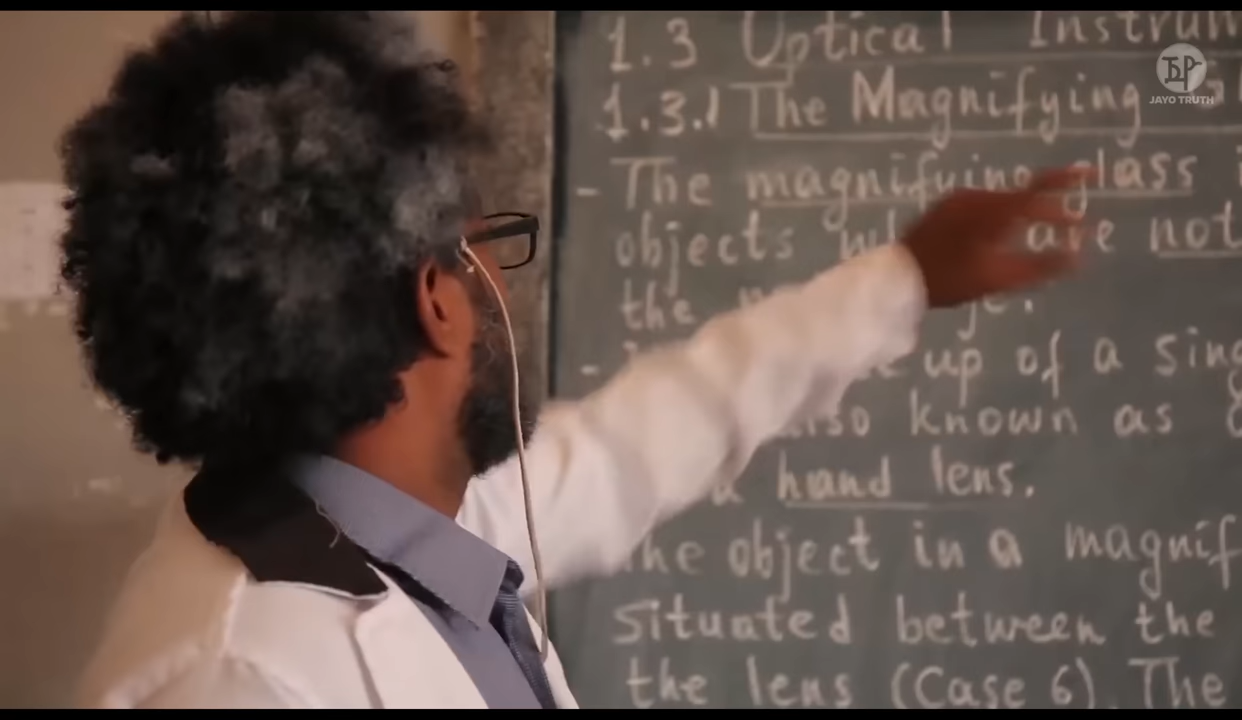 1.3 Optical Instrum
1.3.1 The Magnifying
- The magnifying glass
objects are not
the
up of a sing
also known as
a hand lens.
The object in a magnif
situated between the
the lens (Case 6). The
JAYO TRUTH